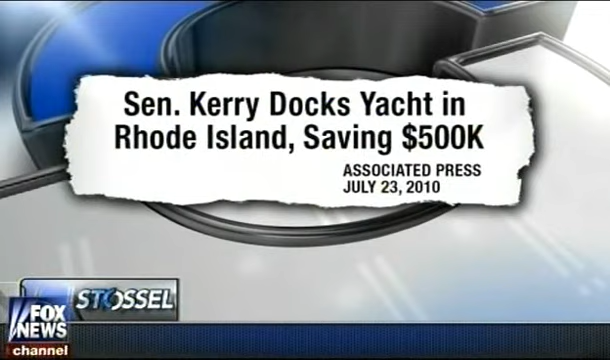 Sen. Kerry Docks Yacht in
Rhode Island, Saving $500K
ASSOCIATED PRESS
JULY 23, 2010
STOSSEL
FOX
NEWS
channel